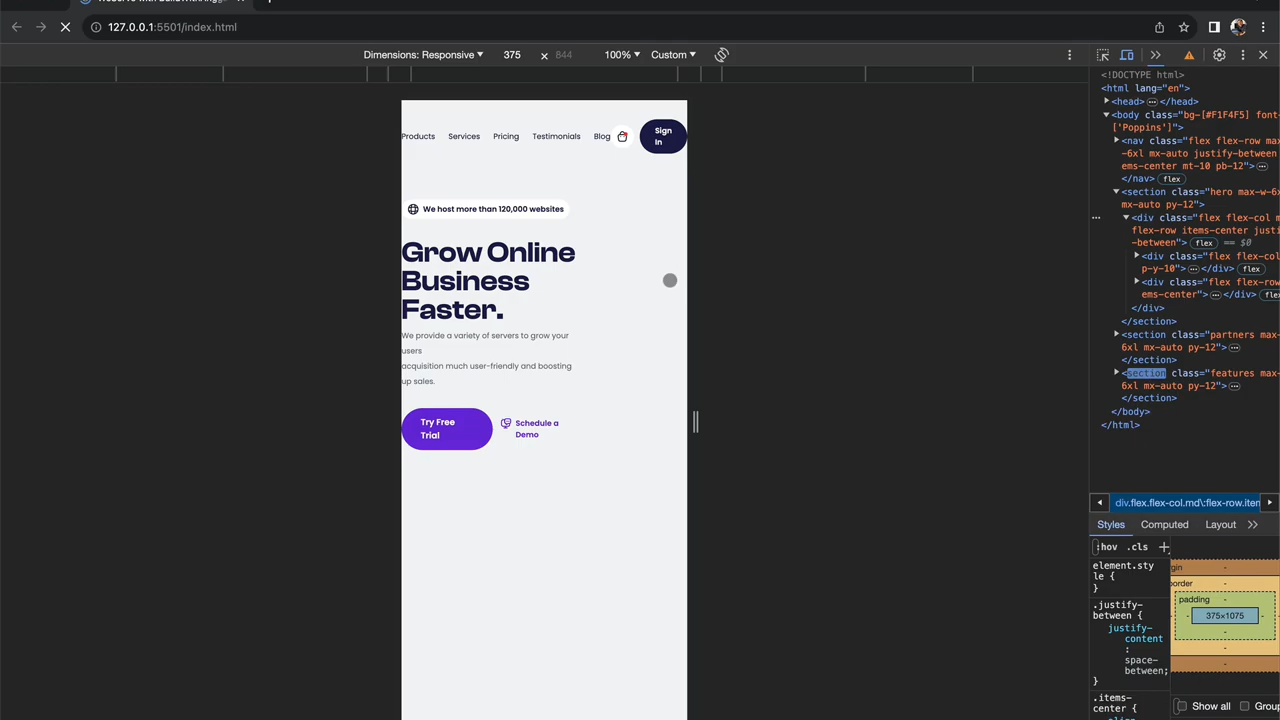 127.0.0.1:5501/index.html
Dimensions: Responsive ▼ 375 × 844 100% ▼ Custom ▼
Products Services Pricing Testimonials Blog
Sign
In
We host more than 120,000 websites
Grow Online
Business
Faster.
We provide a variety of servers to grow your
users
acquisition much user-friendly and boosting
up sales.
Try Free
Trial
Schedule a
Demo
<!DOCTYPE html>
<html lang="en">
<head> … </head>
<body class="bg-[#F1F4F5] font-
['Poppins']">
<nav class="flex flex-row max-w
-6xl mx-auto justify-between
ems-center mt-10 pb-12"> …
</nav> flex
<section class="hero max-w-6x
mx-auto py-12">
… <div class="flex flex-col m
flex-row items-center justi
-between"> flex == $0
<div class="flex flex-col
p-y-10"> … </div> flex
<div class="flex flex-row
ems-center"> … </div> flex
</div>
</section>
<section class="partners max-
6xl mx-auto py-12"> …
</section>
<section class="features max-
6xl mx-auto py-12"> …
</section>
</body>
</html>
div.flex.flex-col.md\:flex-row.iter
Styles Computed Layout
:hov .cls +
element.sty
le {
}
.justify-
between {
justify-
content
:
space-
between;
}
.items-
center {
border
padding -
375×1075
Show all Group